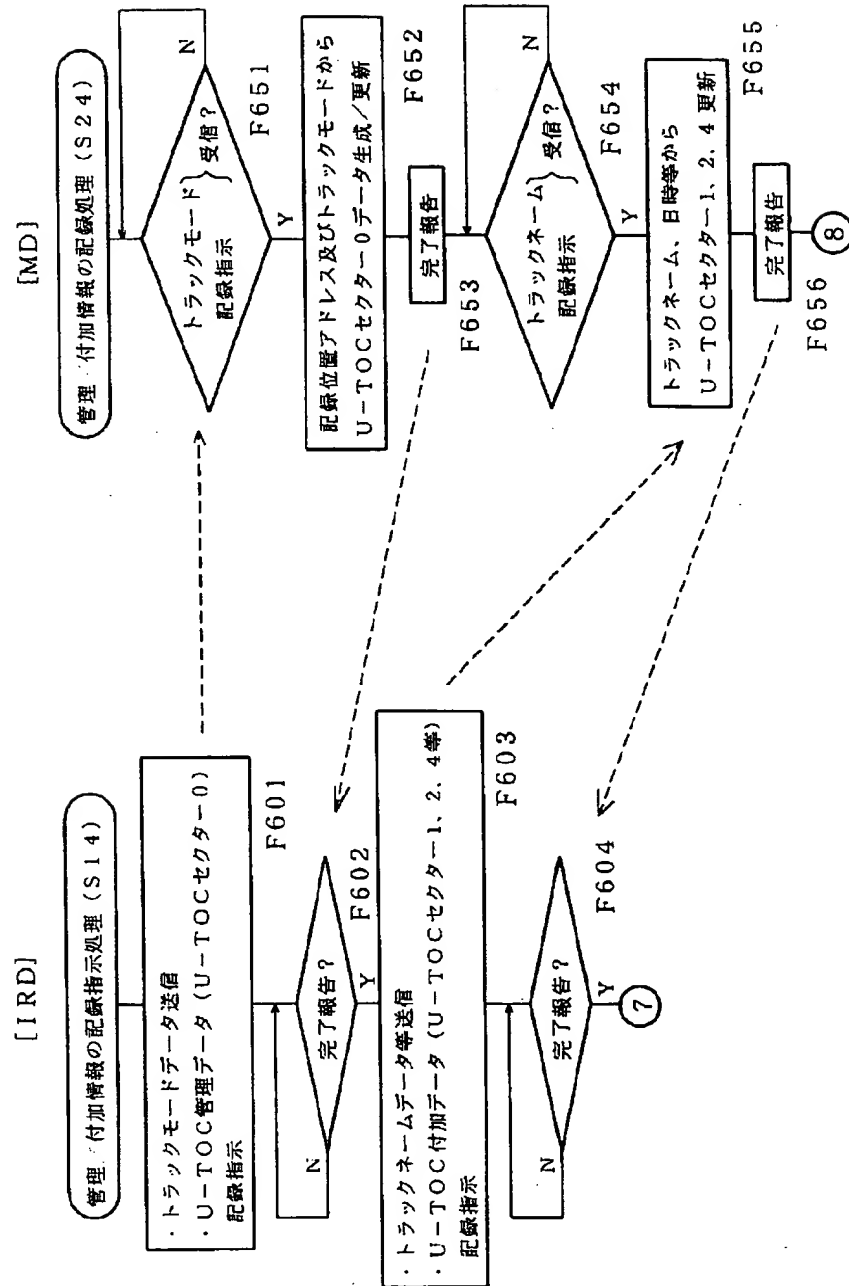 [IRD]
管理/付加情報の記録指示処理(S14)
・トラックモードデータ送信
・U-TOC管理データ(U-TOCセクター0)
記録指示
F601
完了報告?
N
Y
F602
・トラックネームデータ等送信
・U-TOC付加データ(U-TOCセクター1、2、4等)
記録指示
F603
完了報告?
N
Y
F604
7
[MD]
管理/付加情報の記録処理(S24)
トラックモード
記録指示
受信?
N
Y
F651
記録位置アドレス及びトラックモードから
U-TOCセクター0データ生成/更新
F652
完了報告
F653
トラックネーム
記録指示
受信?
N
Y
F654
トラックネーム、日時等から
U-TOCセクター1、2、4更新
F655
完了報告
F656
8